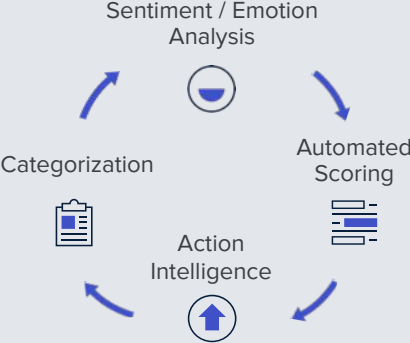 Sentiment / Emotion
Analysis
Automated
Scoring
Categorization
Action
Intelligence